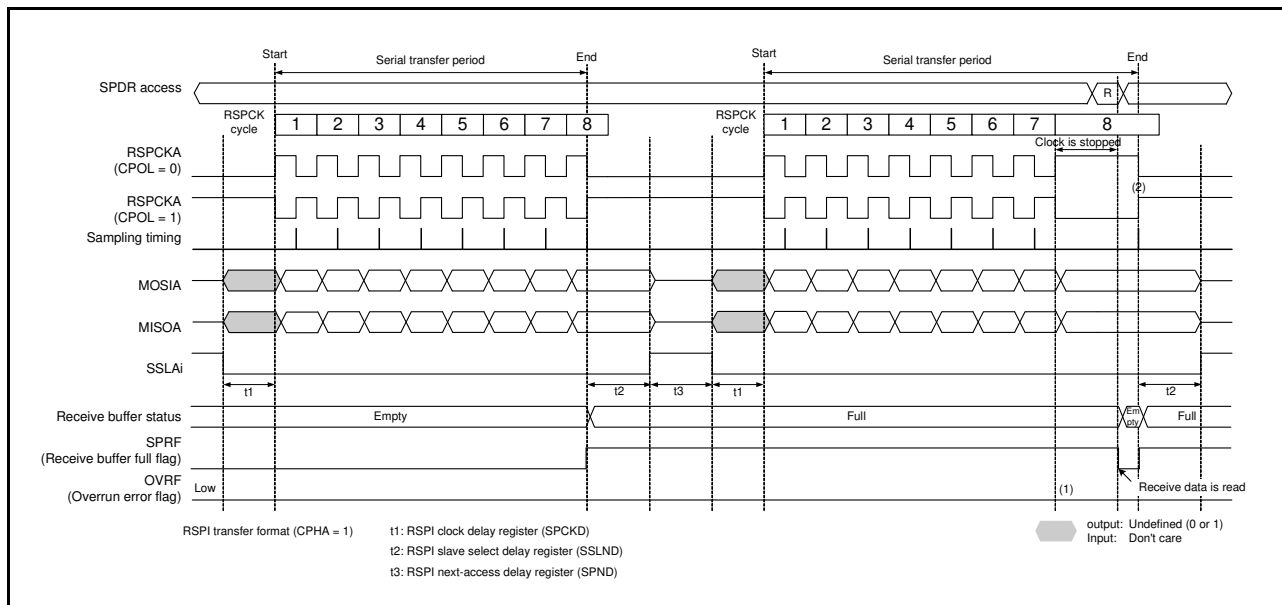 Start
Serial transfer period
End
Start
Serial transfer period
End
SPDR access
R
RSPCK
cycle
1 2 3 4 5 6 7 8
RSPCK
cycle
1 2 3 4 5 6 7 8
Clock is stopped
RSPCKA
(CPOL = 0)
(2)
RSPCKA
(CPOL = 1)
Sampling timing
MOSIA
MISOA
SSLAi
t1
t2
t3
t1
t2
Receive buffer status
Empty
Full
Em
pty
Full
SPRF
(Receive buffer full flag)
OVRF
(Overrun error flag)
Low
(1)
Receive data is read
RSPI transfer format (CPHA = 1)
t1: RSPI clock delay register (SPCKD)
t2: RSPI slave select delay register (SSLND)
t3: RSPI next-access delay register (SPND)
output: Undefined (0 or 1)
Input: Don't care